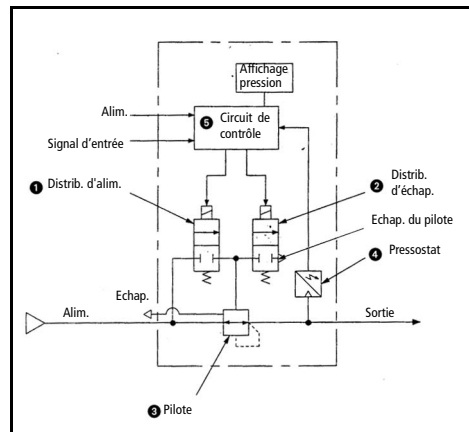 Affichage
pression
Alim.
❺ Circuit de
contrôle
Signal d'entrée
❶ Distrib. d'alim.
❷ Distrib.
d'échap.
Echap. du pilote
❹ Pressostat
Echap.
Alim.
Sortie
❸ Pilote